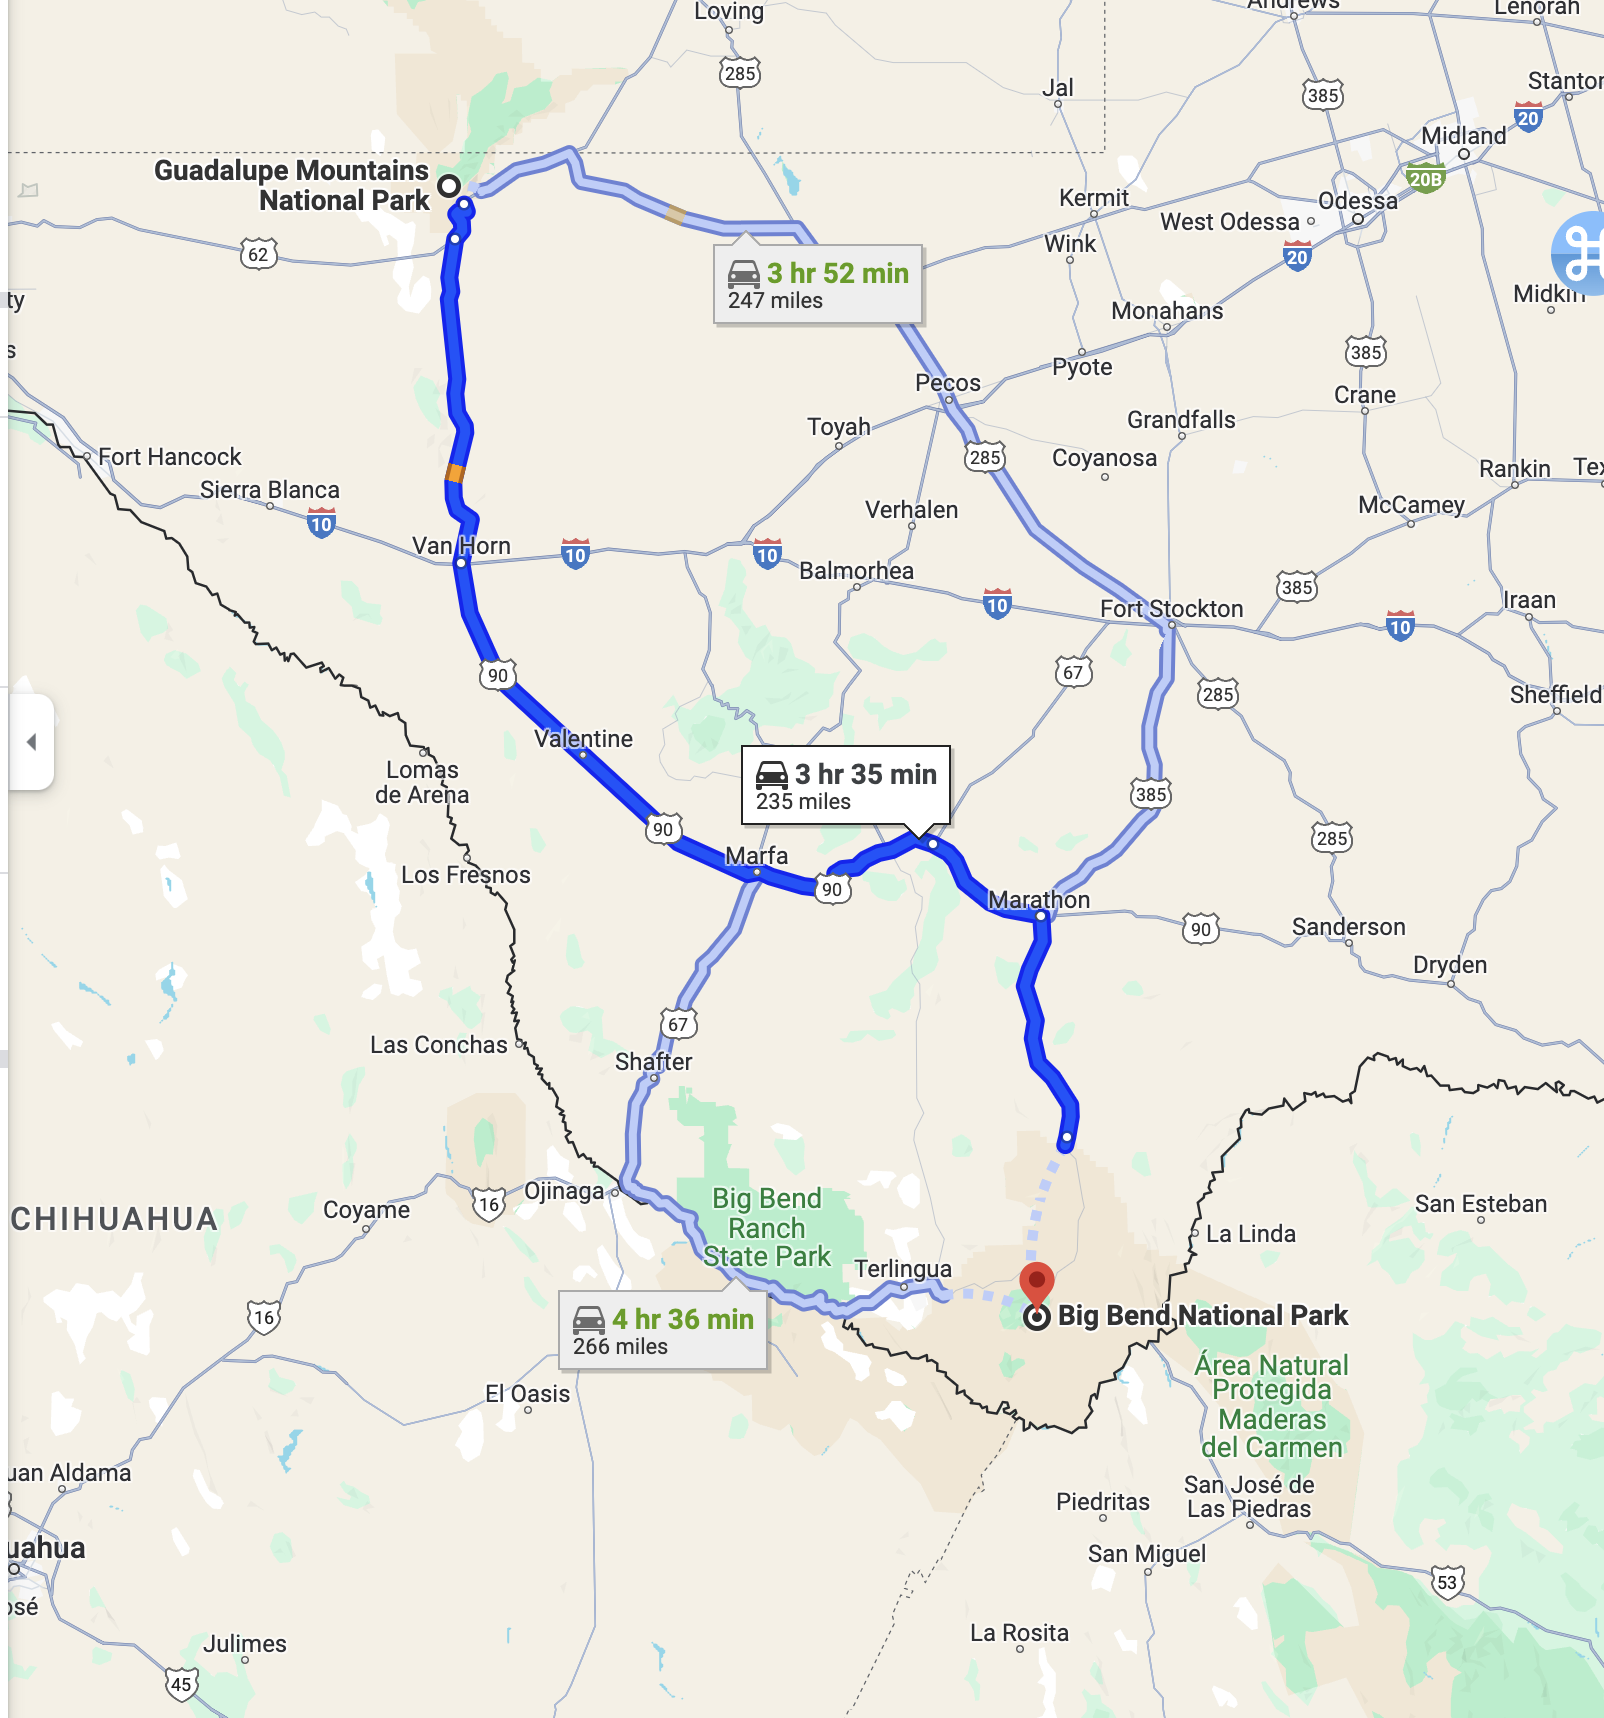 Loving
Andrews
Lenorah
285
Jal
385
Stanton
20
Midland
Guadalupe Mountains
National Park
20B
Kermit
Odessa
West Odessa
62
Wink
20
3 hr 52 min
247 miles
ty
Midkiff
Monahans
s
385
Pyote
Pecos
Crane
Toyah
Grandfalls
285
Coyanosa
Fort Hancock
Rankin
Tex
Sierra Blanca
McCamey
10
Verhalen
Van Horn
10
10
Balmorhea
385
10
Fort Stockton
Iraan
10
90
67
285
Sheffield
Valentine
Lomas
de Arena
3 hr 35 min
235 miles
385
90
285
Marfa
Los Fresnos
90
Marathon
90
Sanderson
Dryden
67
Las Conchas
Shafter
Ojinaga
Big Bend
Ranch
State Park
16
Coyame
San Esteban
CHIHUAHUA
La Linda
Terlingua
16
4 hr 36 min
266 miles
Big Bend National Park
Área Natural
Protegida
Maderas
del Carmen
El Oasis
uan Aldama
San José de
Las Piedras
Piedritas
uahua
San Miguel
53
osé
La Rosita
Julimes
45